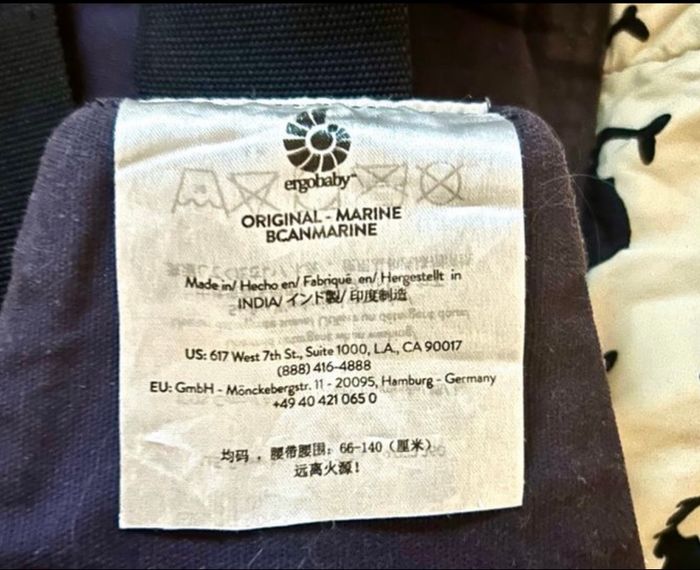 ergobaby™
ORIGINAL - MARINE
BCANMARINE
Made in/ Hecho en/ Fabriqué en/ Hergestellt in
INDIA/ インド製/ 印度制造
US: 617 West 7th St., Suite 1000, L.A., CA 90017
(888) 416-4888
EU: GmbH - Mönckebergstr. 11 - 20095, Hamburg - Germany
+49 40 421 065 0
均码，腰带腰围：66-140（厘米）
远离火源！